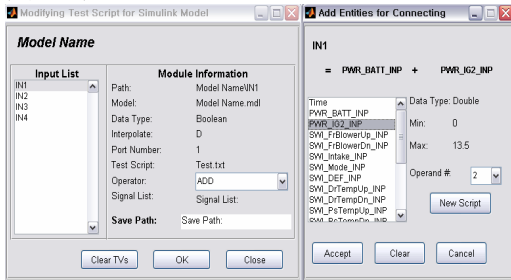 Modifying Test Script for Simulink Model
Model Name
Input List
IN1
IN2
IN3
IN4
Module Information
Path: Model Name\IN1
Model: Model Name.mdl
Data Type: Boolean
Interpolate: D
Port Number: 1
Test Script: Test.txt
Operator: ADD
Signal List: Signal List:
Save Path: Save Path:
Clear TVs OK Close
Add Entities for Connecting
IN1
= PWR_BATT_INP + PWR_IG2_INP
Time
PWR_BATT_INP
PWR_IG2_INP
SWI_FrBlowerUp_INP
SWI_FrBlowerDn_INP
SWI_Intake_INP
SWI_Mode_INP
SWI_DEF_INP
SWI_DrTempUp_INP
SWI_DrTempDn_INP
SWI_PsTempUp_INP
SWI_PsTempDn_INP
Data Type: Double
Min: 0
Max: 13.5
Operand #: 2
New Script
Accept Clear Cancel